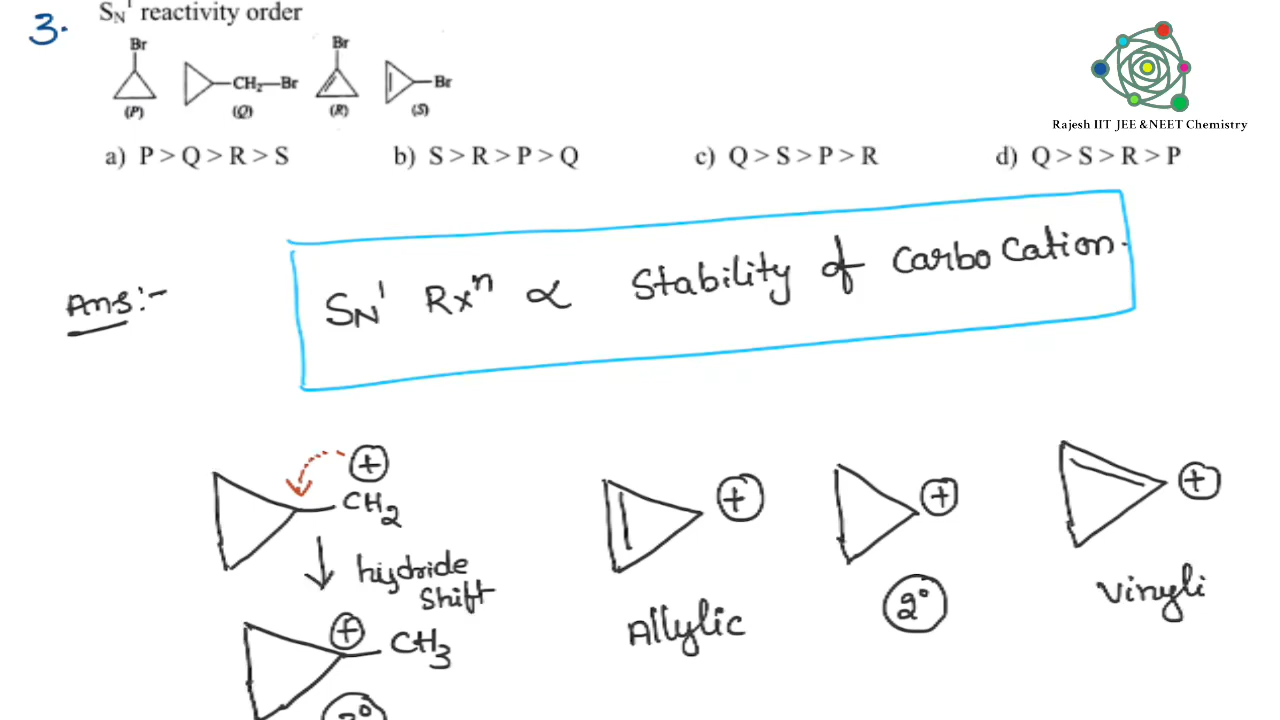 3. SN¹ reactivity order
Br
CH₂—Br
Br
Br
(P) (Q) (R) (S)
a) P > Q > R > S b) S > R > P > Q c) Q > S > P > R d) Q > S > R > P
Rajesh IIT JEE &NEET Chemistry
Ans:-
SN¹ Rxⁿ ∝ Stability of Carbo Cation.
+
CH₂
+
+
+
hydride
shift
Allylic
2°
Vinyli
+
CH₃